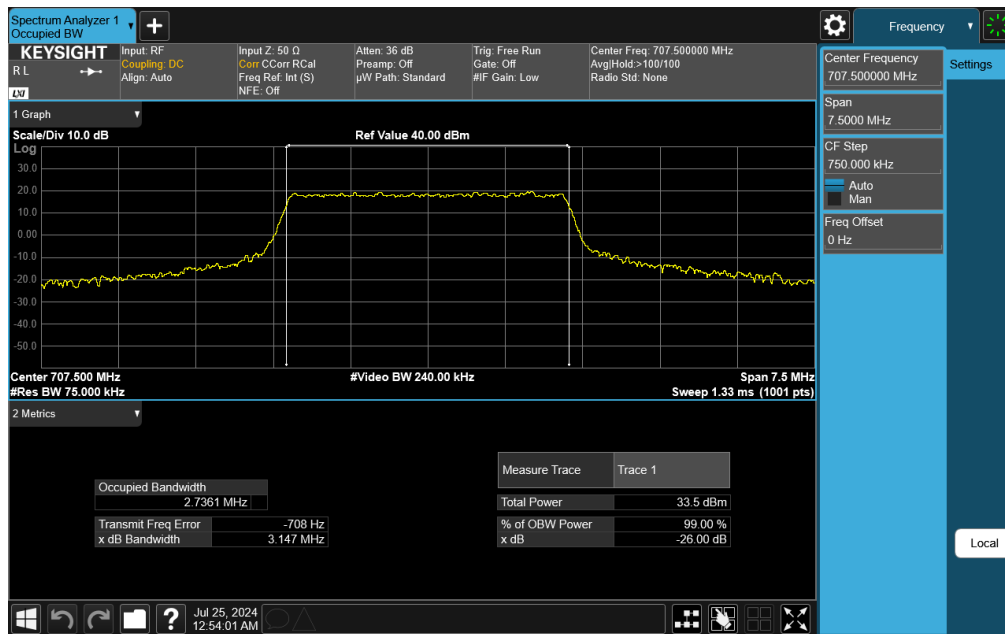 Spectrum Analyzer 1
Occupied BW
Frequency
KEYSIGHT
R L
LXI
Input: RF
Coupling: DC
Align: Auto
Input Z: 50 Ω
Corr CCorr RCal
Freq Ref: Int (S)
NFE: Off
Atten: 36 dB
Preamp: Off
µW Path: Standard
Trig: Free Run
Gate: Off
#IF Gain: Low
Center Freq: 707.500000 MHz
Avg|Hold:>100/100
Radio Std: None
Center Frequency
707.500000 MHz
Settings
Span
7.5000 MHz
CF Step
750.000 kHz
Auto
Man
Freq Offset
0 Hz
1 Graph
Scale/Div 10.0 dB
Ref Value 40.00 dBm
Log
30.0
20.0
10.0
0.00
-10.0
-20.0
-30.0
-40.0
-50.0
Center 707.500 MHz
#Video BW 240.00 kHz
Span 7.5 MHz
#Res BW 75.000 kHz
Sweep 1.33 ms (1001 pts)
2 Metrics
Measure Trace Trace 1
Occupied Bandwidth
2.7361 MHz
Total Power 33.5 dBm
Transmit Freq Error -708 Hz
% of OBW Power 99.00 %
x dB Bandwidth 3.147 MHz
x dB -26.00 dB
Local
?
Jul 25, 2024
12:54:01 AM